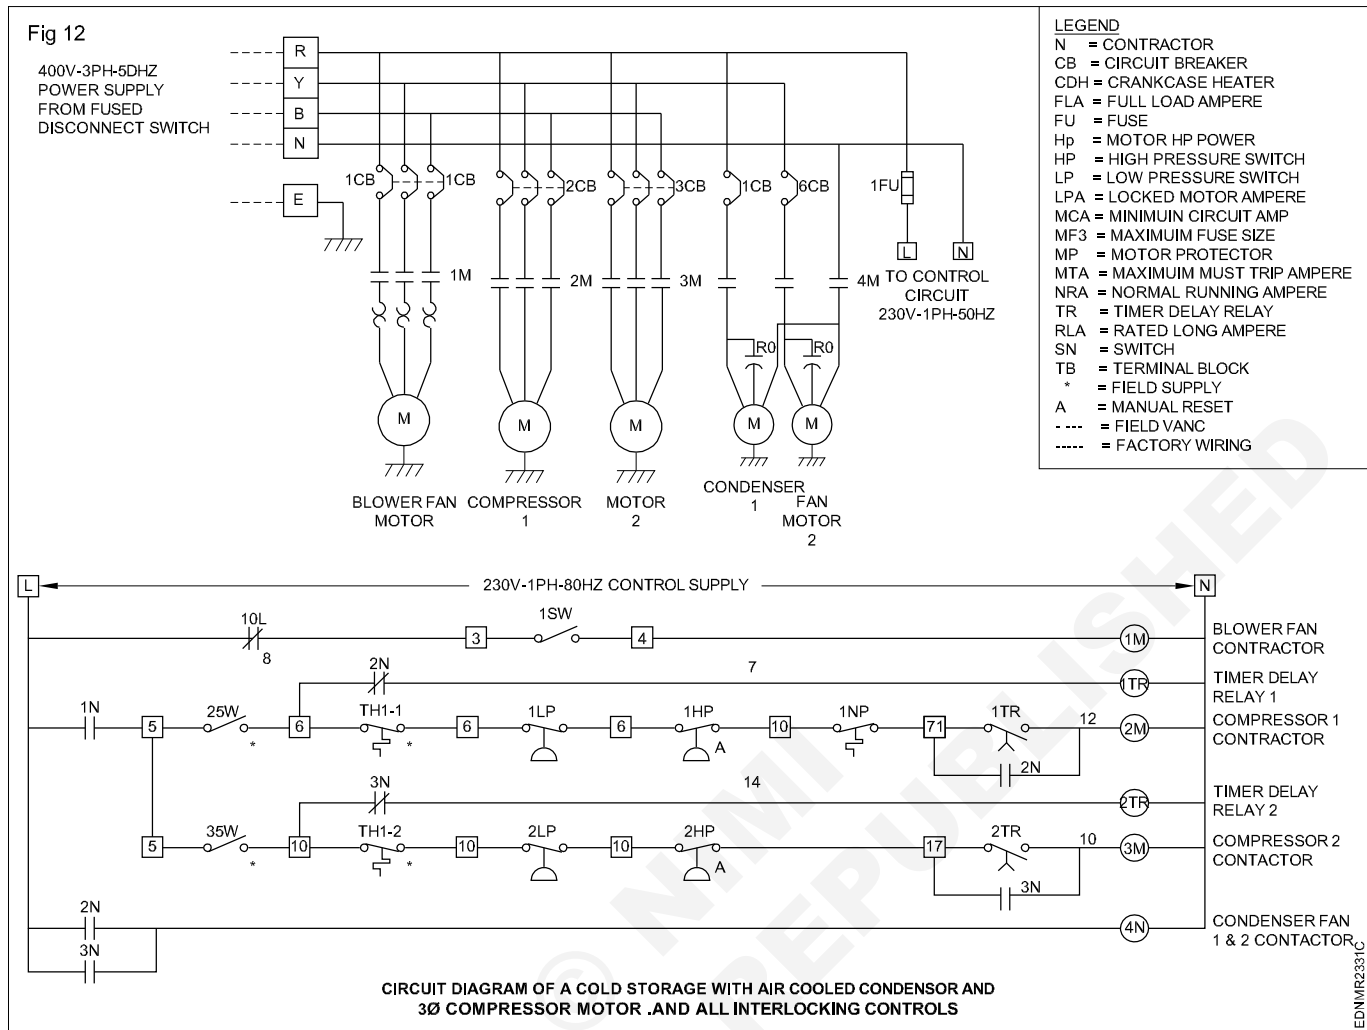 Fig 12
400V-3PH-5DHZ
POWER SUPPLY
FROM FUSED
DISCONNECT SWITCH
R
Y
B
N
E
1CB
1CB
2CB
3CB
1CB
6CB
1FU
1M
2M
3M
4M
L
N
TO CONTROL
CIRCUIT
230V-1PH-50HZ
R0
R0
M
M
M
M
M
BLOWER FAN
MOTOR
COMPRESSOR
1
MOTOR
2
CONDENSER
1
FAN
MOTOR
2
LEGEND
N = CONTRACTOR
CB = CIRCUIT BREAKER
CDH = CRANKCASE HEATER
FLA = FULL LOAD AMPERE
FU = FUSE
Hp = MOTOR HP POWER
HP = HIGH PRESSURE SWITCH
LP = LOW PRESSURE SWITCH
LPA = LOCKED MOTOR AMPERE
MCA = MINIMUIN CIRCUIT AMP
MF3 = MAXIMUIM FUSE SIZE
MP = MOTOR PROTECTOR
MTA = MAXIMUIM MUST TRIP AMPERE
NRA = NORMAL RUNNING AMPERE
TR = TIMER DELAY RELAY
RLA = RATED LONG AMPERE
SN = SWITCH
TB = TERMINAL BLOCK
* = FIELD SUPPLY
A = MANUAL RESET
- --- = FIELD VANC
----- = FACTORY WIRING
L
230V-1PH-80HZ CONTROL SUPPLY
N
10L
8
3
1SW
4
1M
BLOWER FAN
CONTRACTOR
2N
7
1TR
TIMER DELAY
RELAY 1
1N
5
25W
*
6
TH1-1
*
6
1LP
6
1HP
A
10
1NP
71
1TR
12
2N
2M
COMPRESSOR 1
CONTRACTOR
3N
14
2TR
TIMER DELAY
RELAY 2
5
35W
*
10
TH1-2
*
10
2LP
10
2HP
A
17
2TR
10
3N
3M
COMPRESSOR 2
CONTACTOR
2N
3N
4N
CONDENSER FAN
1 & 2 CONTACTOR
CIRCUIT DIAGRAM OF A COLD STORAGE WITH AIR COOLED CONDENSOR AND
3Ø COMPRESSOR MOTOR .AND ALL INTERLOCKING CONTROLS
EDNMR2331C
© NIMI
REPUBLISHED